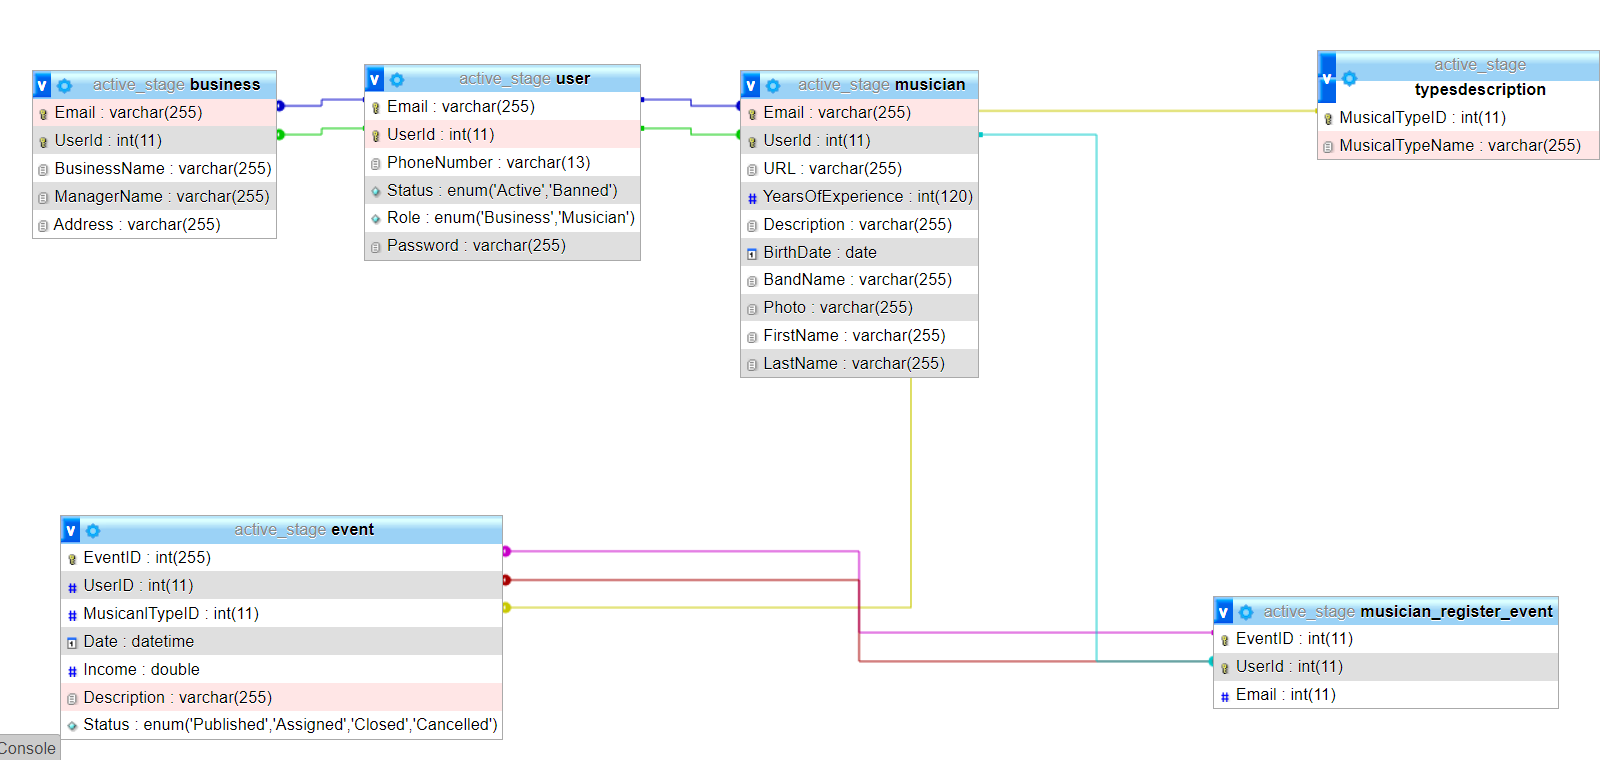 active_stage business
Email : varchar(255)
UserId : int(11)
BusinessName : varchar(255)
ManagerName : varchar(255)
Address : varchar(255)
active_stage user
Email : varchar(255)
UserId : int(11)
PhoneNumber : varchar(13)
Status : enum('Active','Banned')
Role : enum('Business','Musician')
Password : varchar(255)
active_stage musician
Email : varchar(255)
UserId : int(11)
URL : varchar(255)
YearsOfExperience : int(120)
Description : varchar(255)
BirthDate : date
BandName : varchar(255)
Photo : varchar(255)
FirstName : varchar(255)
LastName : varchar(255)
active_stage
typesdescription
MusicalTypeID : int(11)
MusicalTypeName : varchar(255)
active_stage event
EventID : int(255)
UserID : int(11)
MusicanlTypeID : int(11)
Date : datetime
Income : double
Description : varchar(255)
Status : enum('Published','Assigned','Closed','Cancelled')
active_stage musician_register_event
EventID : int(11)
UserId : int(11)
Email : int(11)
Console